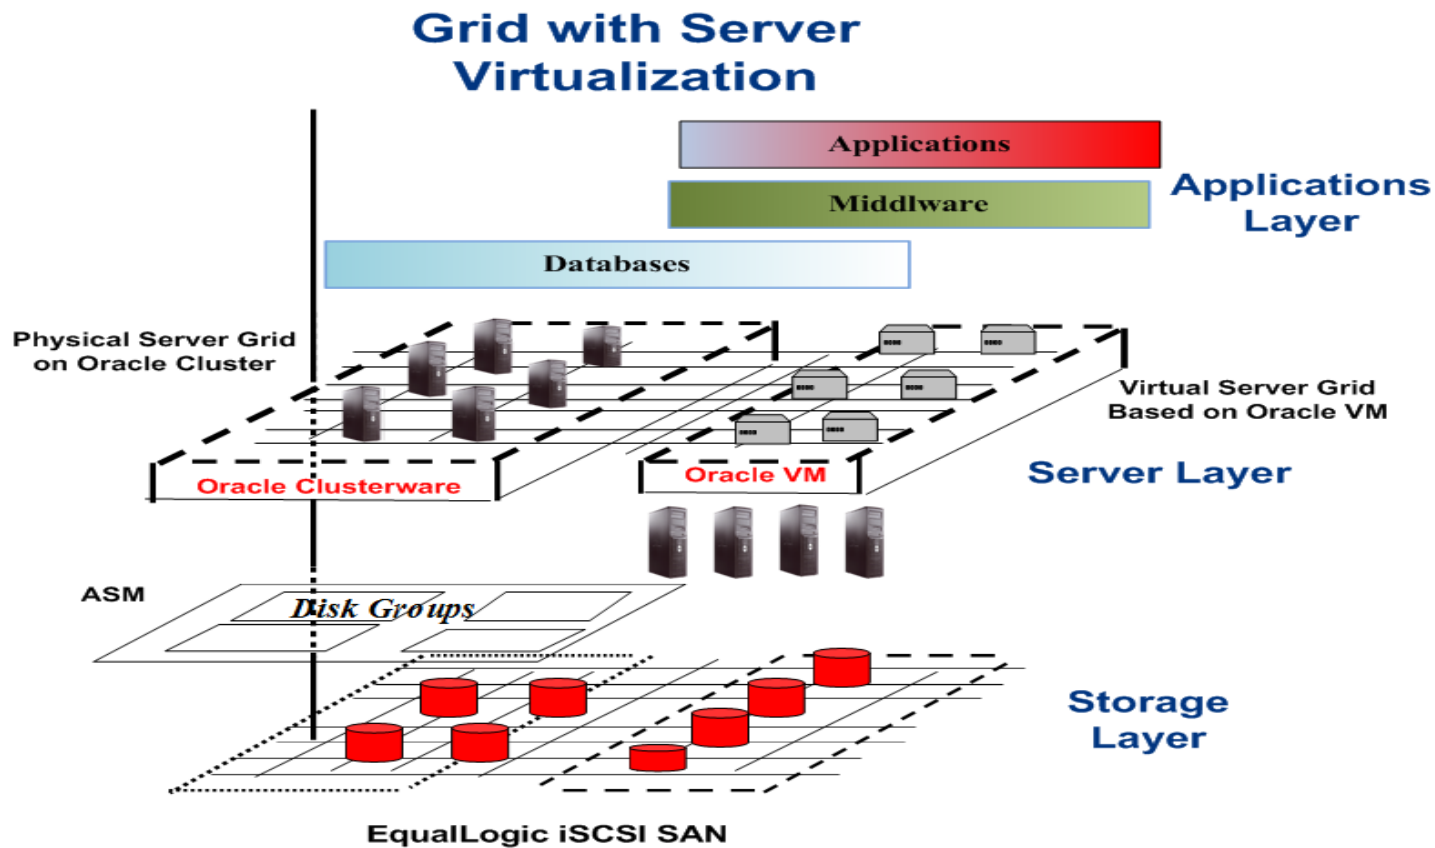 Grid with Server
Virtualization
Applications
Middlware
Applications
Layer
Databases
Physical Server Grid
on Oracle Cluster
Virtual Server Grid
Based on Oracle VM
Oracle Clusterware
Oracle VM
Server Layer
ASM
Disk Groups
Storage
Layer
EqualLogic iSCSI SAN